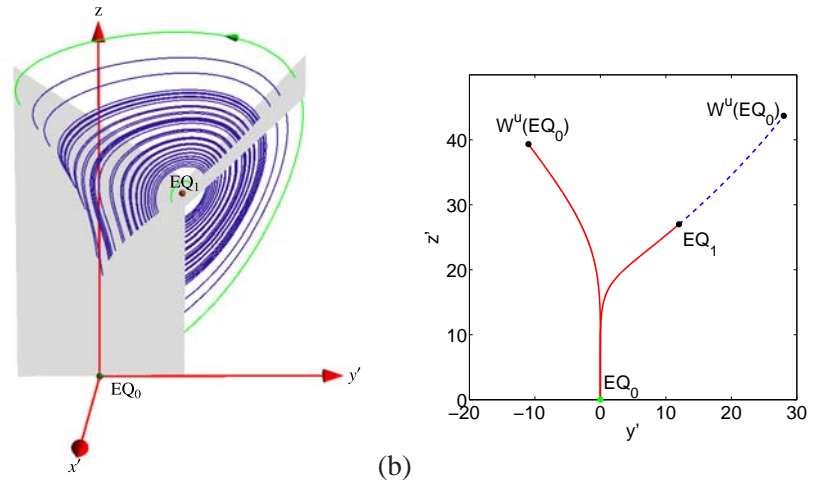 z
EQ₁
EQ₀
y'
x'
(b)
40
30
20
10
0
z'
Wᵘ(EQ₀)
Wᵘ(EQ₀)
EQ₁
EQ₀
−20 −10 0 10 20 30
y'